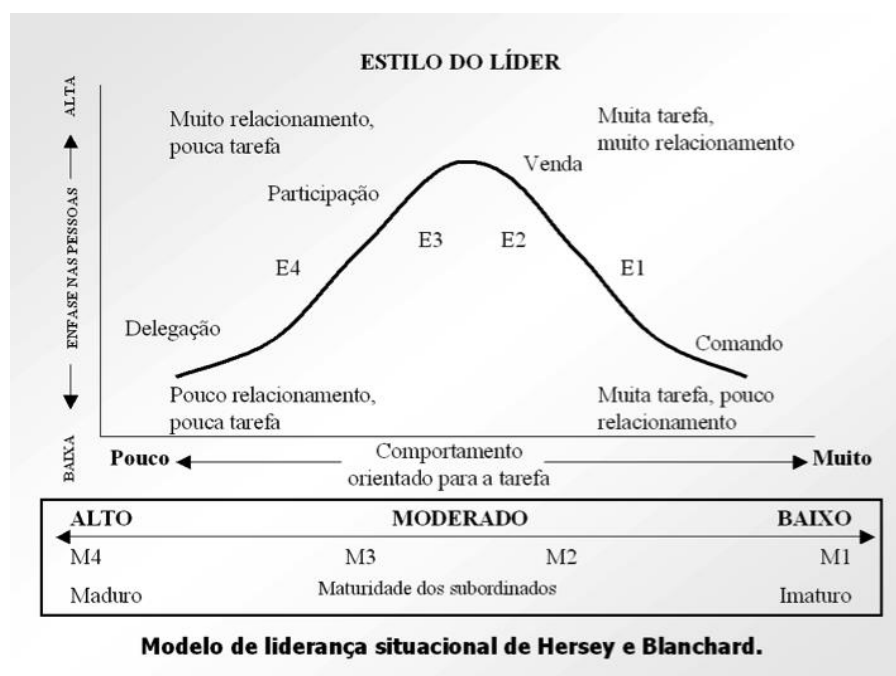 ESTILO DO LÍDER
ALTA
ENFASE NAS PESSOAS
BAIXA
Muito relacionamento,
pouca tarefa
Muita tarefa,
muito relacionamento
Venda
Participação
E3
E2
E4
E1
Delegação
Comando
Pouco relacionamento,
pouca tarefa
Muita tarefa, pouco
relacionamento
Pouco
Comportamento
orientado para a tarefa
Muito
ALTO
MODERADO
BAIXO
M4
M3
M2
M1
Maduro
Maturidade dos subordinados
Imaturo
Modelo de liderança situacional de Hersey e Blanchard.